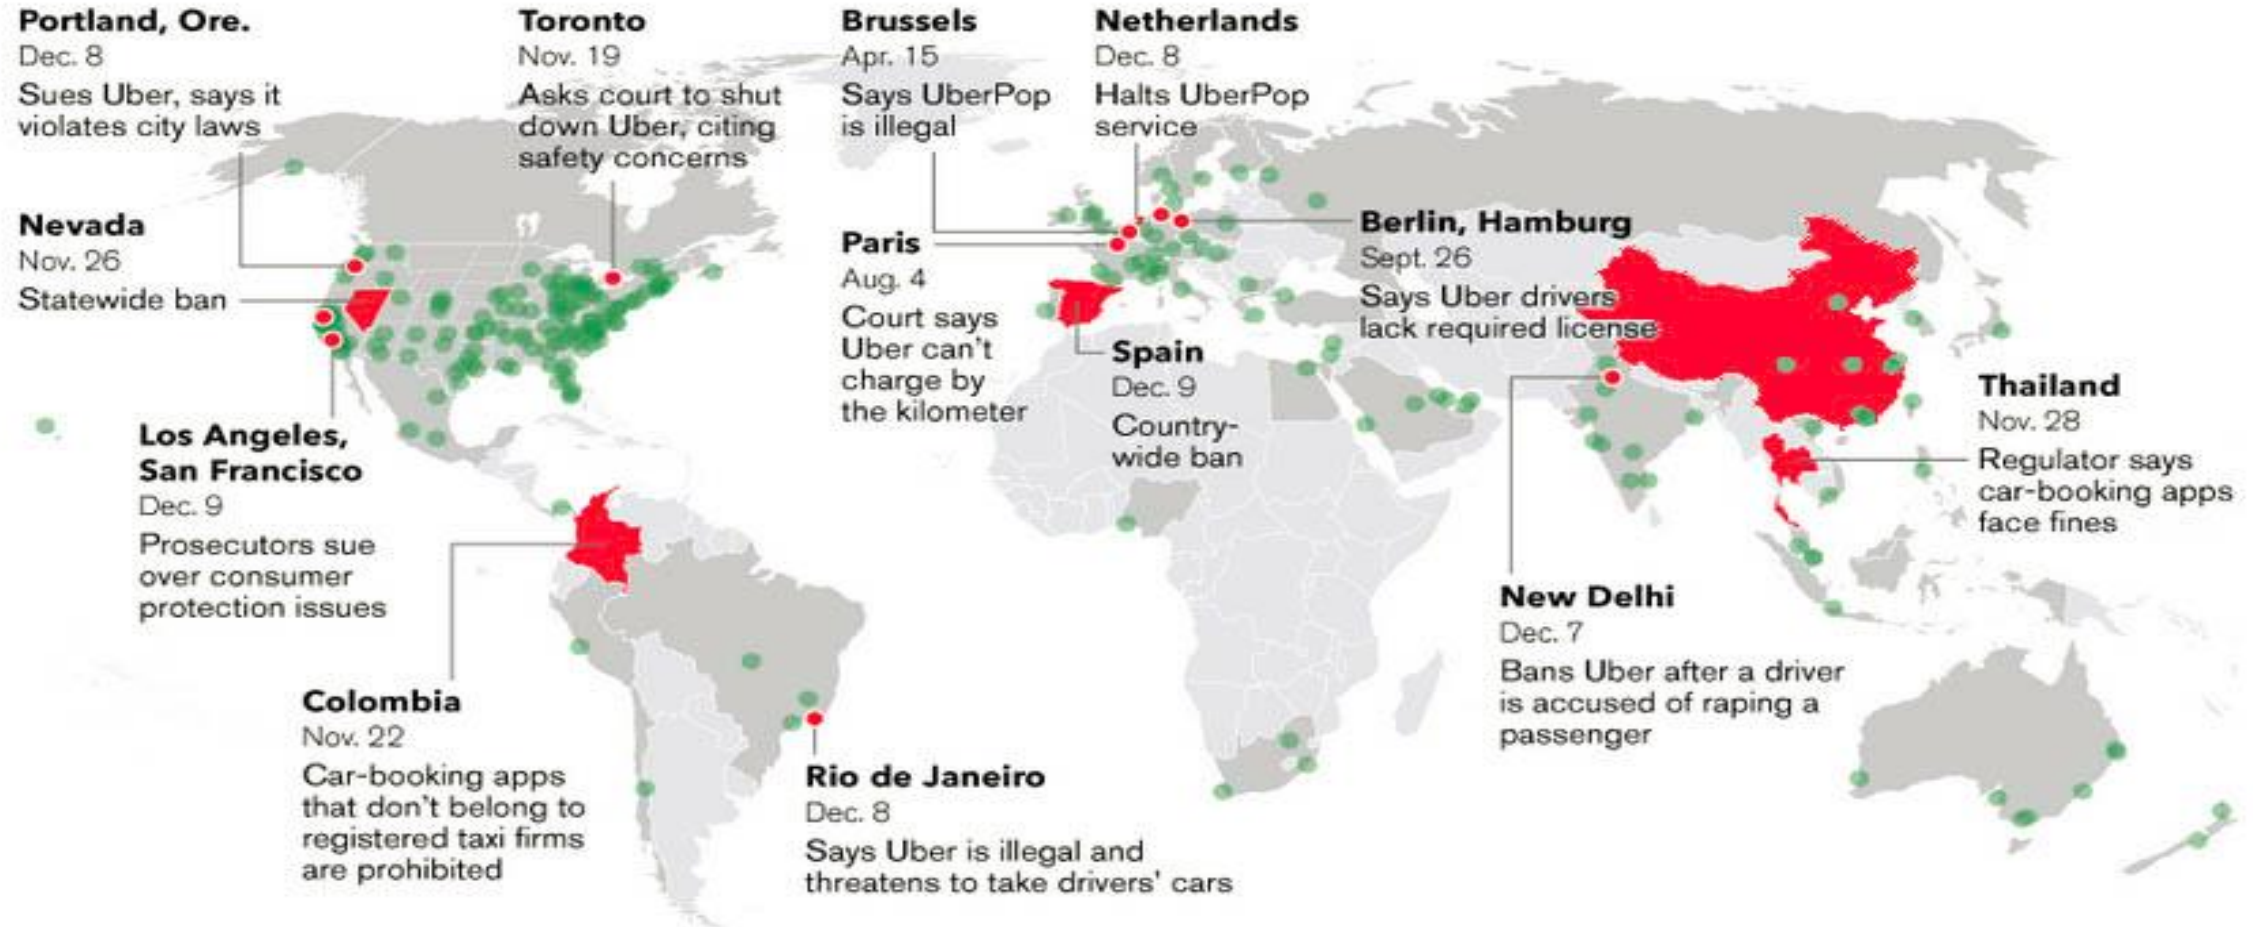 Portland, Ore.
Dec. 8
Sues Uber, says it
violates city laws
Toronto
Nov. 19
Asks court to shut
down Uber, citing
safety concerns
Brussels
Apr. 15
Says UberPop
is illegal
Netherlands
Dec. 8
Halts UberPop
service
Nevada
Nov. 26
Statewide ban
Paris
Aug. 4
Court says
Uber can't
charge by
the kilometer
Berlin, Hamburg
Sept. 26
Says Uber drivers
lack required license
Spain
Dec. 9
Country-
wide ban
Thailand
Nov. 28
Regulator says
car-booking apps
face fines
Los Angeles,
San Francisco
Dec. 9
Prosecutors sue
over consumer
protection issues
New Delhi
Dec. 7
Bans Uber after a driver
is accused of raping a
passenger
Colombia
Nov. 22
Car-booking apps
that don't belong to
registered taxi firms
are prohibited
Rio de Janeiro
Dec. 8
Says Uber is illegal and
threatens to take drivers' cars